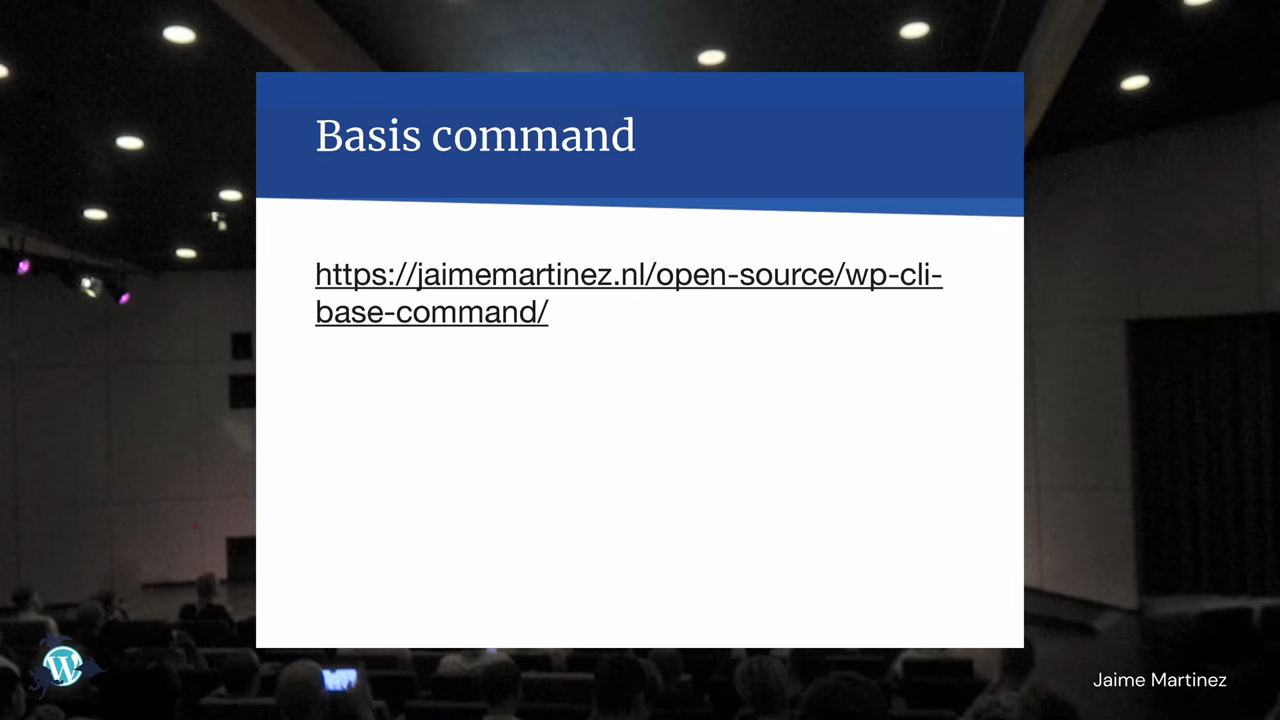 Basis command
https://jaimemartinez.nl/open-source/wp-cli-
base-command/
Jaime Martinez